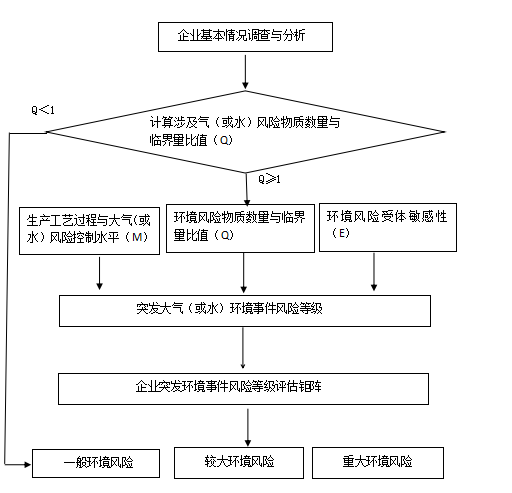 企业基本情况调查与分析
Q＜1
计算涉及气（或水）风险物质数量与
临界量比值（Q）
Q≥1
生产工艺过程与大气(或
水）风险控制水平（M）
环境风险物质数量与临界
量比值（Q）
环境风险受体敏感性
（E）
突发大气（或水）环境事件风险等级
企业突发环境事件风险等级评估钜阵
一般环境风险
较大环境风险
重大环境风险